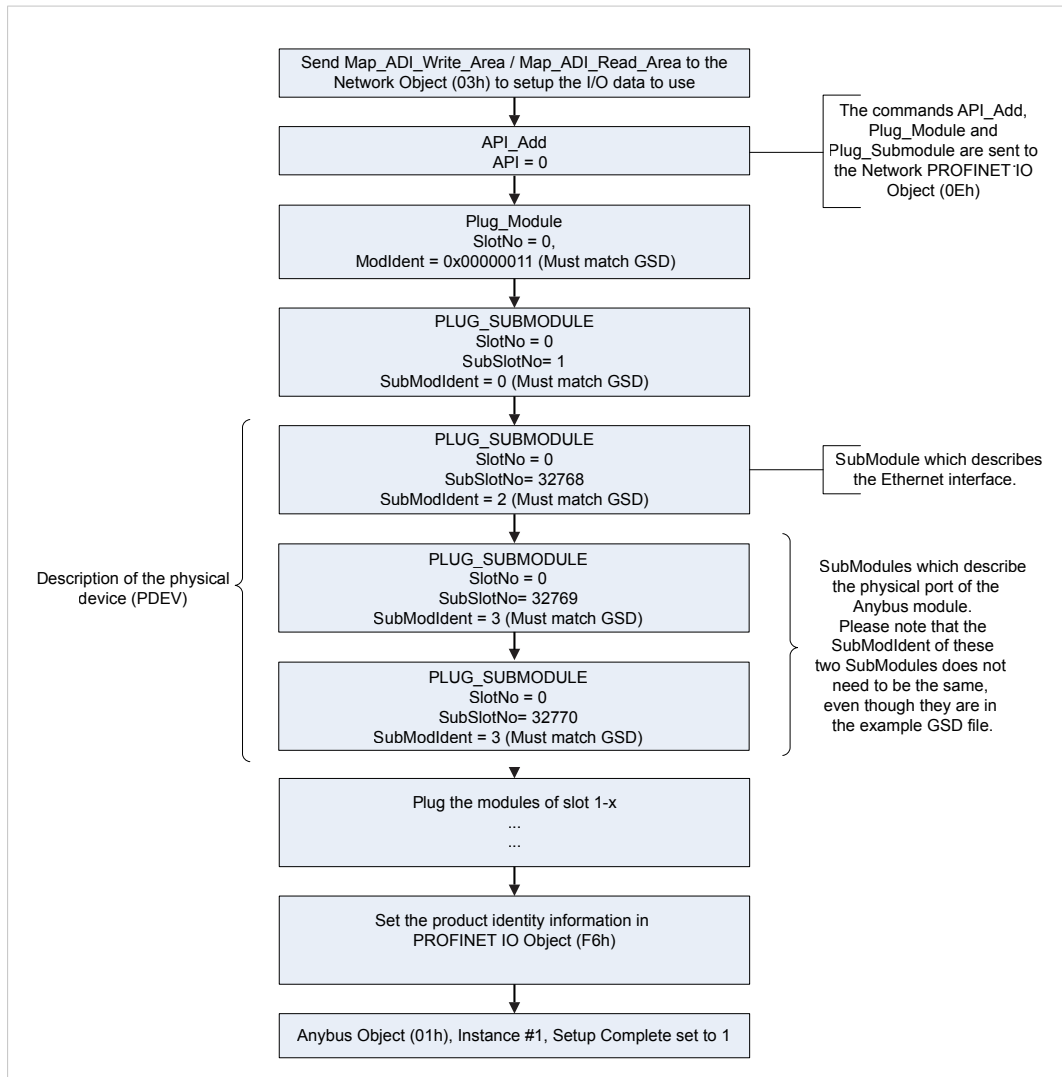 Send Map_ADI_Write_Area / Map_ADI_Read_Area to the
Network Object (03h) to setup the I/O data to use
API_Add
API = 0
The commands API_Add,
Plug_Module and
Plug_Submodule are sent to
the Network PROFINET IO
Object (0Eh)
Plug_Module
SlotNo = 0,
ModIdent = 0x00000011 (Must match GSD)
PLUG_SUBMODULE
SlotNo = 0
SubSlotNo= 1
SubModIdent = 0 (Must match GSD)
PLUG_SUBMODULE
SlotNo = 0
SubSlotNo= 32768
SubModIdent = 2 (Must match GSD)
SubModule which describes
the Ethernet interface.
Description of the physical
device (PDEV)
PLUG_SUBMODULE
SlotNo = 0
SubSlotNo= 32769
SubModIdent = 3 (Must match GSD)
PLUG_SUBMODULE
SlotNo = 0
SubSlotNo= 32770
SubModIdent = 3 (Must match GSD)
SubModules which describe
the physical port of the
Anybus module.
Please note that the
SubModIdent of these
two SubModules does not
need to be the same,
even though they are in
the example GSD file.
Plug the modules of slot 1-x
...
...
Set the product identity information in
PROFINET IO Object (F6h)
Anybus Object (01h), Instance #1, Setup Complete set to 1